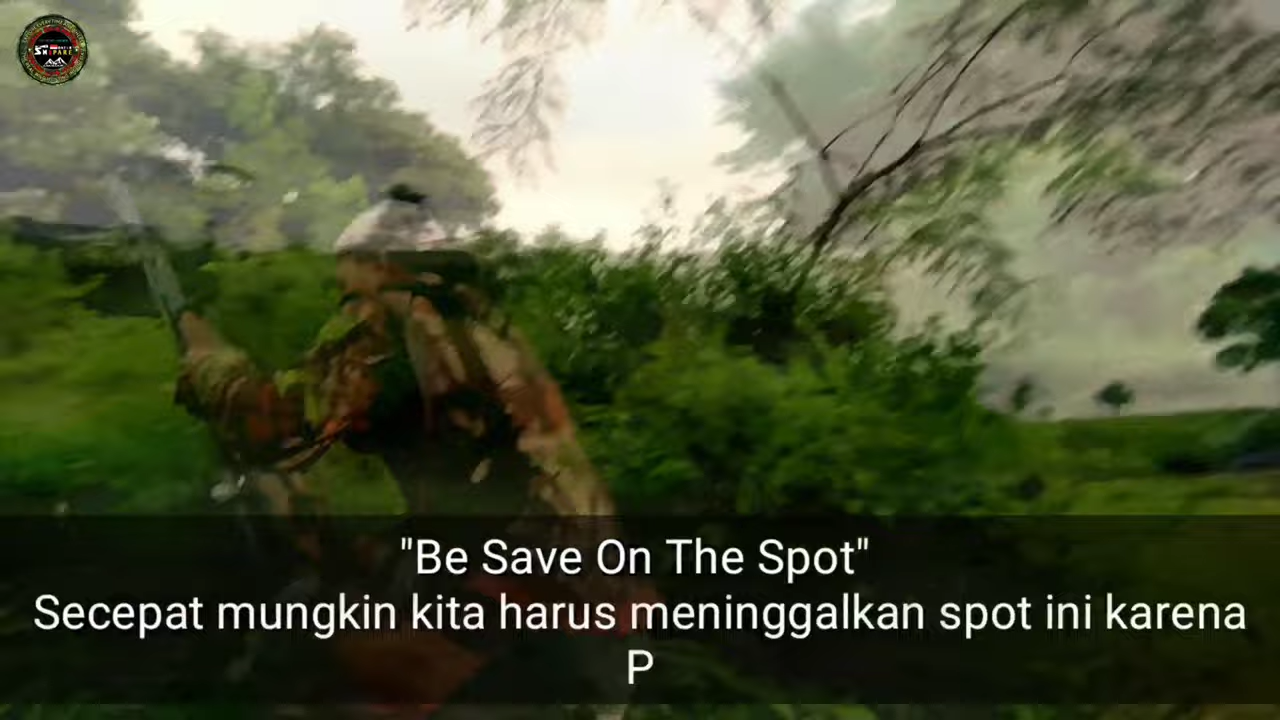 "Be Save On The Spot"
Secepat mungkin kita harus meninggalkan spot ini karena
P